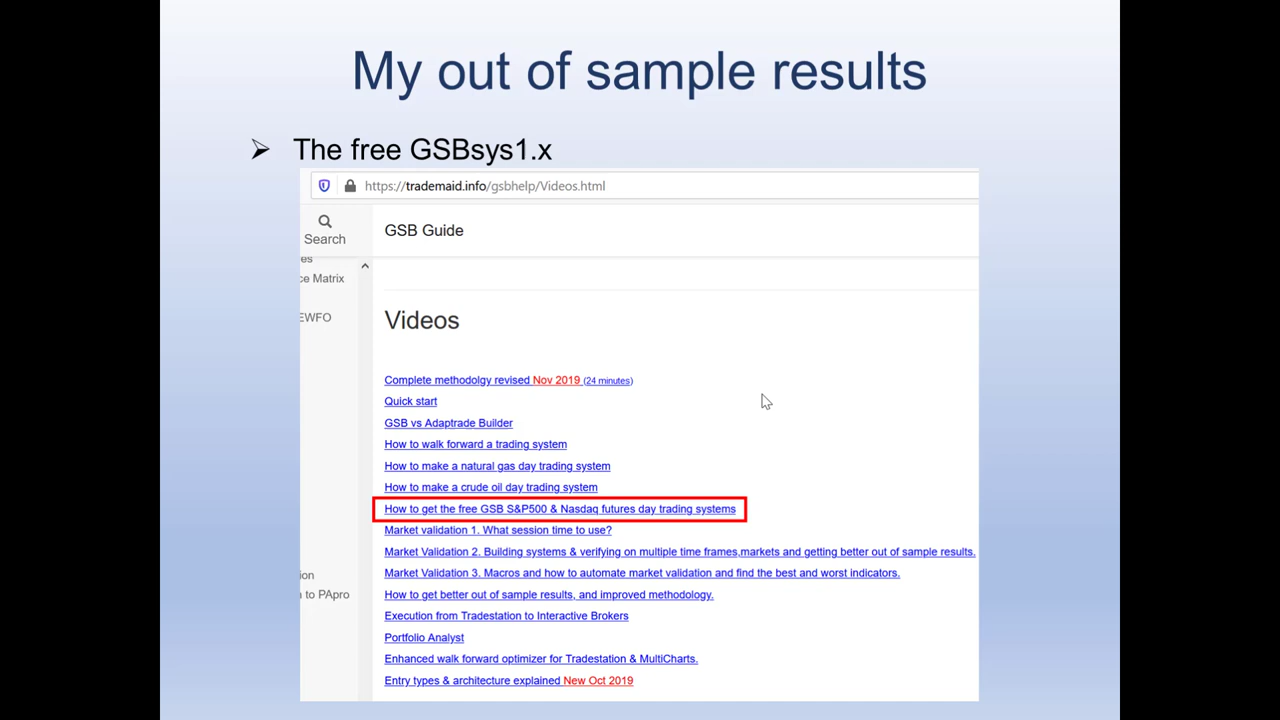 My out of sample results
➢ The free GSBsys1.x
https://trademaid.info/gsbhelp/Videos.html
Search
GSB Guide
es
ce Matrix
EWFO
Videos
Complete methodolgy revised Nov 2019 (24 minutes)
Quick start
GSB vs Adaptrade Builder
How to walk forward a trading system
How to make a natural gas day trading system
How to make a crude oil day trading system
How to get the free GSB S&P500 & Nasdaq futures day trading systems
Market validation 1. What session time to use?
Market Validation 2. Building systems & verifying on multiple time frames,markets and getting better out of sample results.
Market Validation 3. Macros and how to automate market validation and find the best and worst indicators.
ion
n to PApro
How to get better out of sample results, and improved methodology.
Execution from Tradestation to Interactive Brokers
Portfolio Analyst
Enhanced walk forward optimizer for Tradestation & MultiCharts.
Entry types & architecture explained New Oct 2019